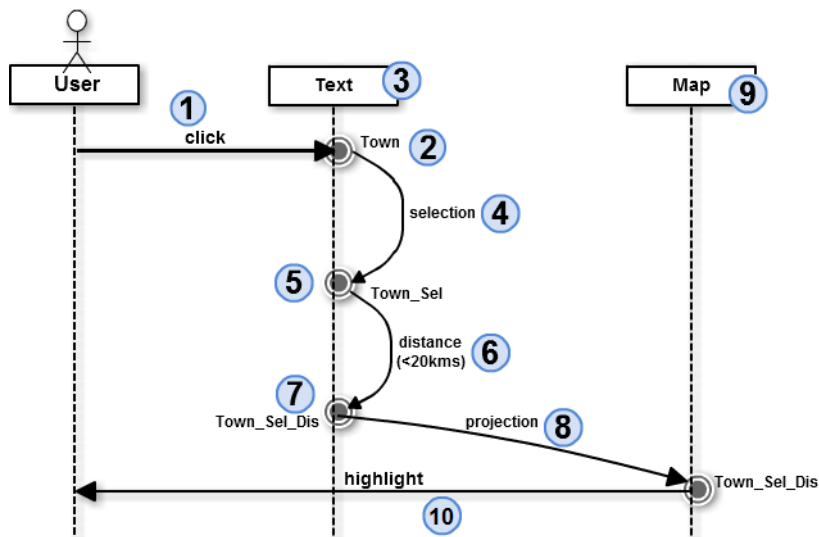 User
Text
3
Map
9
1
click
Town
2
selection
4
5
Town_Sel
distance
(<20kms)
6
7
Town_Sel_Dis
projection
8
highlight
Town_Sel_Dis
10